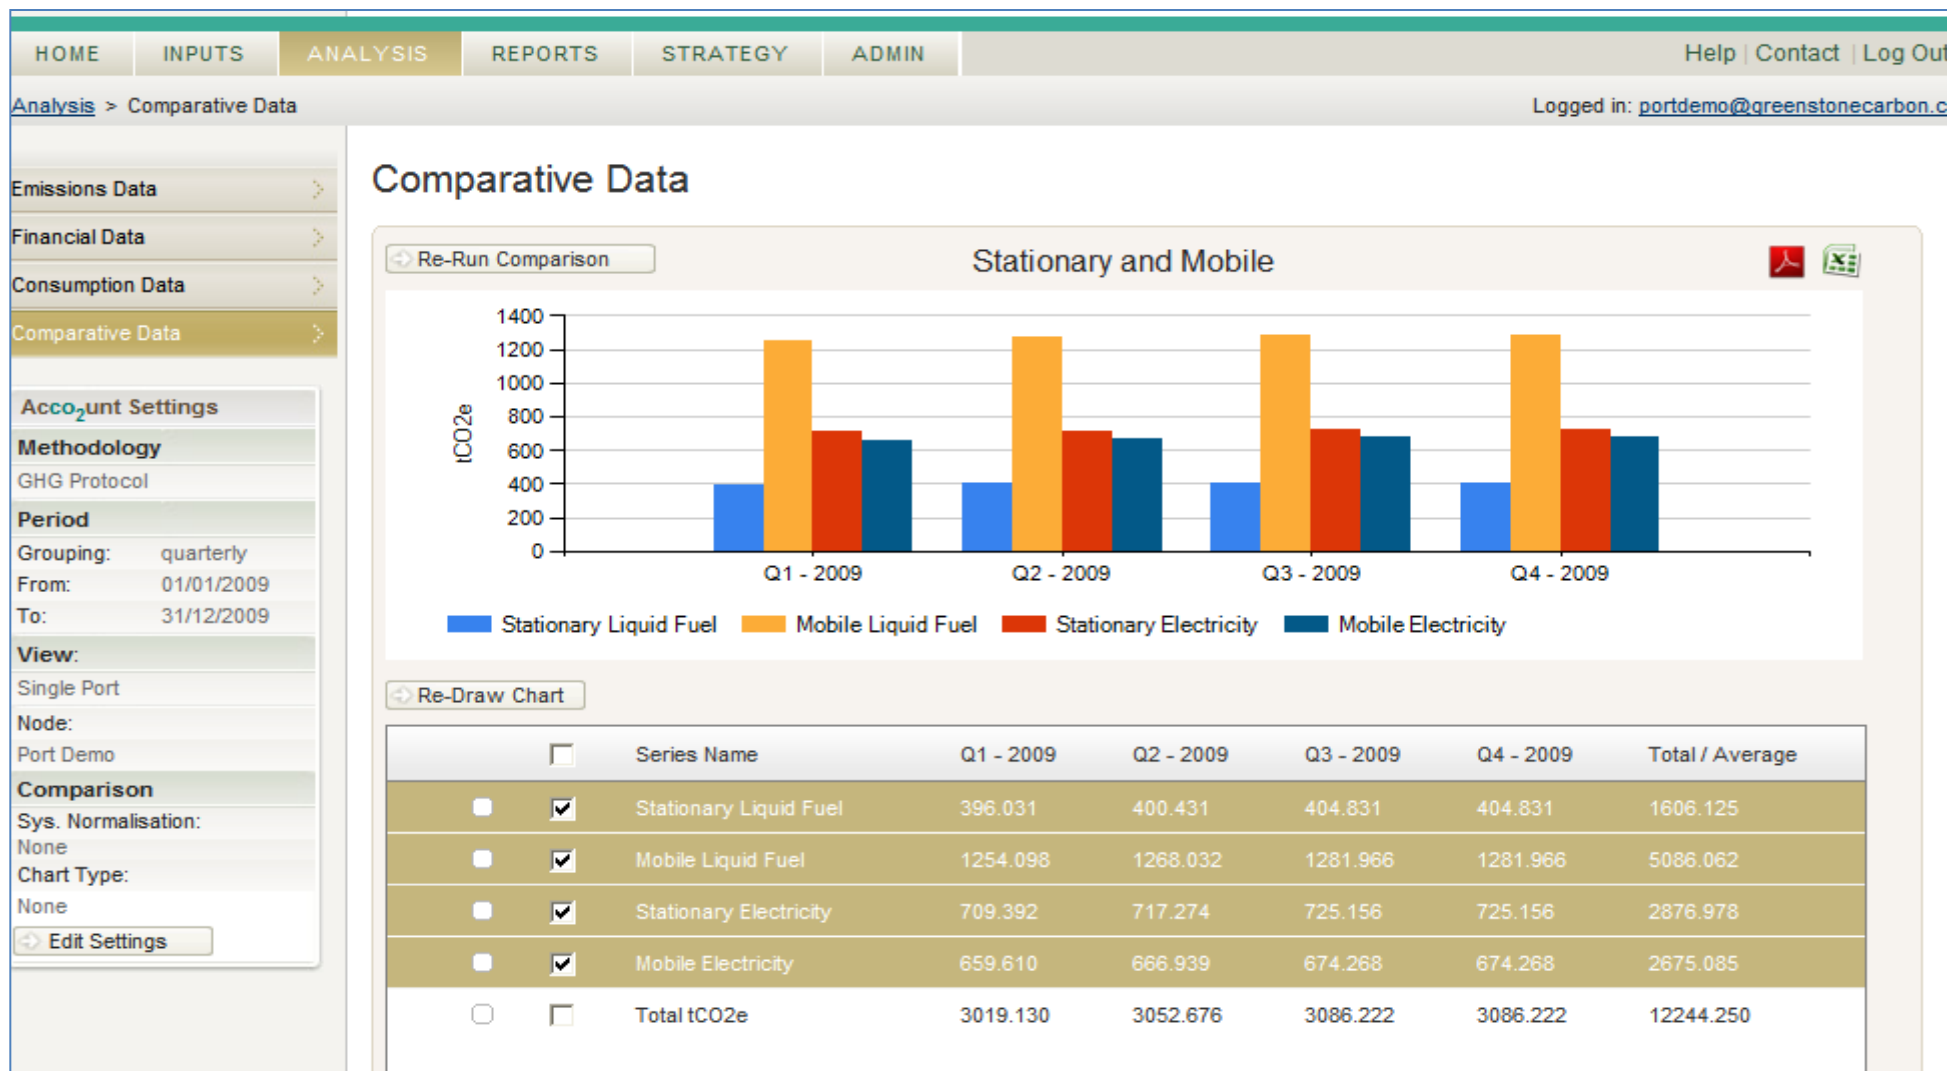 HOME INPUTS ANALYSIS REPORTS STRATEGY ADMIN Help | Contact | Log Out
Analysis > Comparative Data Logged in: portdemo@greenstonecarbon.c
Emissions Data
Financial Data
Consumption Data
Comparative Data
Acco2unt Settings
Methodology
GHG Protocol
Period
Grouping: quarterly
From: 01/01/2009
To: 31/12/2009
View:
Single Port
Node:
Port Demo
Comparison
Sys. Normalisation:
None
Chart Type:
None
Edit Settings
Comparative Data
Re-Run Comparison
Stationary and Mobile
tCO2e
1400
1200
1000
800
600
400
200
0
Q1 - 2009 Q2 - 2009 Q3 - 2009 Q4 - 2009
Stationary Liquid Fuel Mobile Liquid Fuel Stationary Electricity Mobile Electricity
Re-Draw Chart
Series Name Q1 - 2009 Q2 - 2009 Q3 - 2009 Q4 - 2009 Total / Average
Stationary Liquid Fuel 396.031 400.431 404.831 404.831 1606.125
Mobile Liquid Fuel 1254.098 1268.032 1281.966 1281.966 5086.062
Stationary Electricity 709.392 717.274 725.156 725.156 2876.978
Mobile Electricity 659.610 666.939 674.268 674.268 2675.085
Total tCO2e 3019.130 3052.676 3086.222 3086.222 12244.250